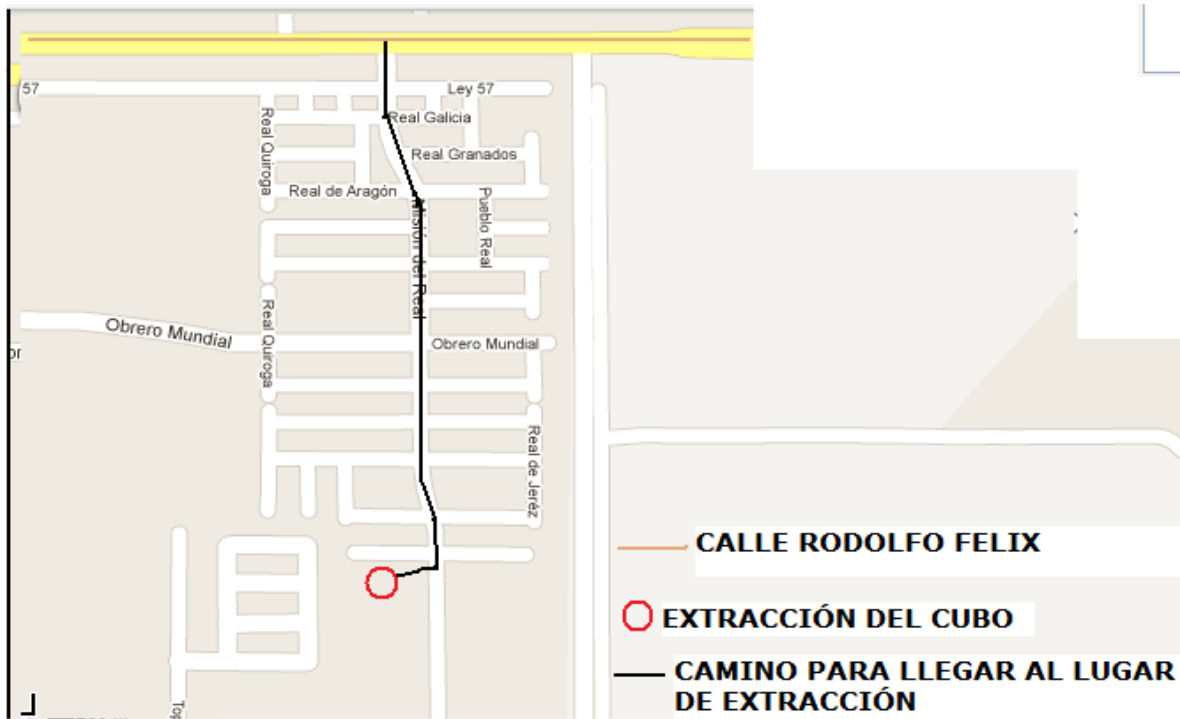 57
Ley 57
Real Galicia
Real Quiroga
Real Granados
Real de Aragón
Misión del Real
Pueblo Real
Obrero Mundial
Real Quiroga
Obrero Mundial
or
Real de Jeréz
CALLE RODOLFO FELIX
EXTRACCIÓN DEL CUBO
CAMINO PARA LLEGAR AL LUGAR
DE EXTRACCIÓN
Top